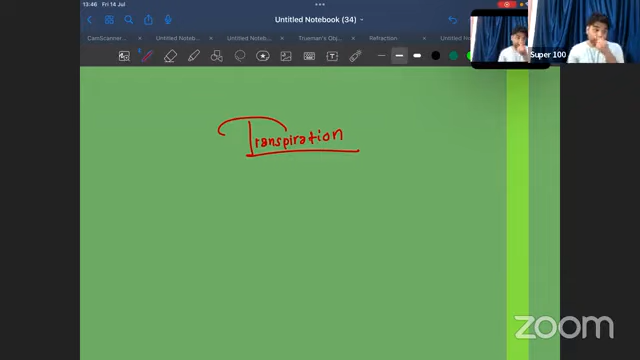 13:46 Fri 14 Jul
Untitled Notebook (34)
CamScanner...
Untitled Noteb...
Untitled Noteb...
Trueman's Obj...
Refraction
Untitled Not
Super 100
Transpiration
zoom